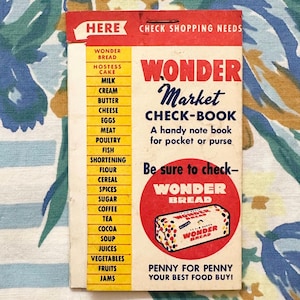 HERE CHECK SHOPPING NEEDS
WONDER
BREAD
HOSTESS
CAKE
MILK
CREAM
BUTTER
CHEESE
EGGS
MEAT
POULTRY
FISH
SHORTENING
FLOUR
CEREAL
SPICES
SUGAR
COFFEE
TEA
COCOA
SOUP
JUICES
VEGETABLES
FRUITS
JAMS
WONDER
Market
CHECK-BOOK
A handy note book
for pocket or purse
Be sure to check—
WONDER
BREAD
WONDER
BREAD
PENNY FOR PENNY
YOUR BEST FOOD BUY!